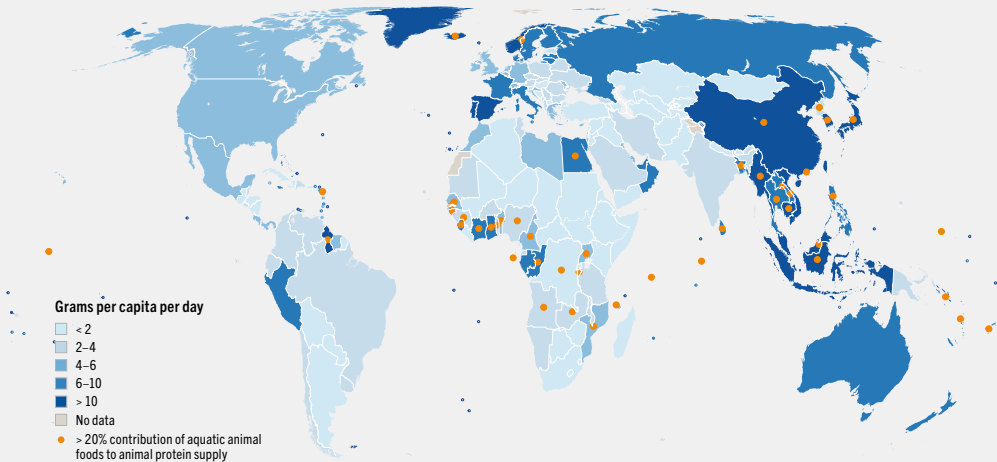 Grams per capita per day
< 2
2–4
4–6
6–10
> 10
No data
> 20% contribution of aquatic animal
foods to animal protein supply